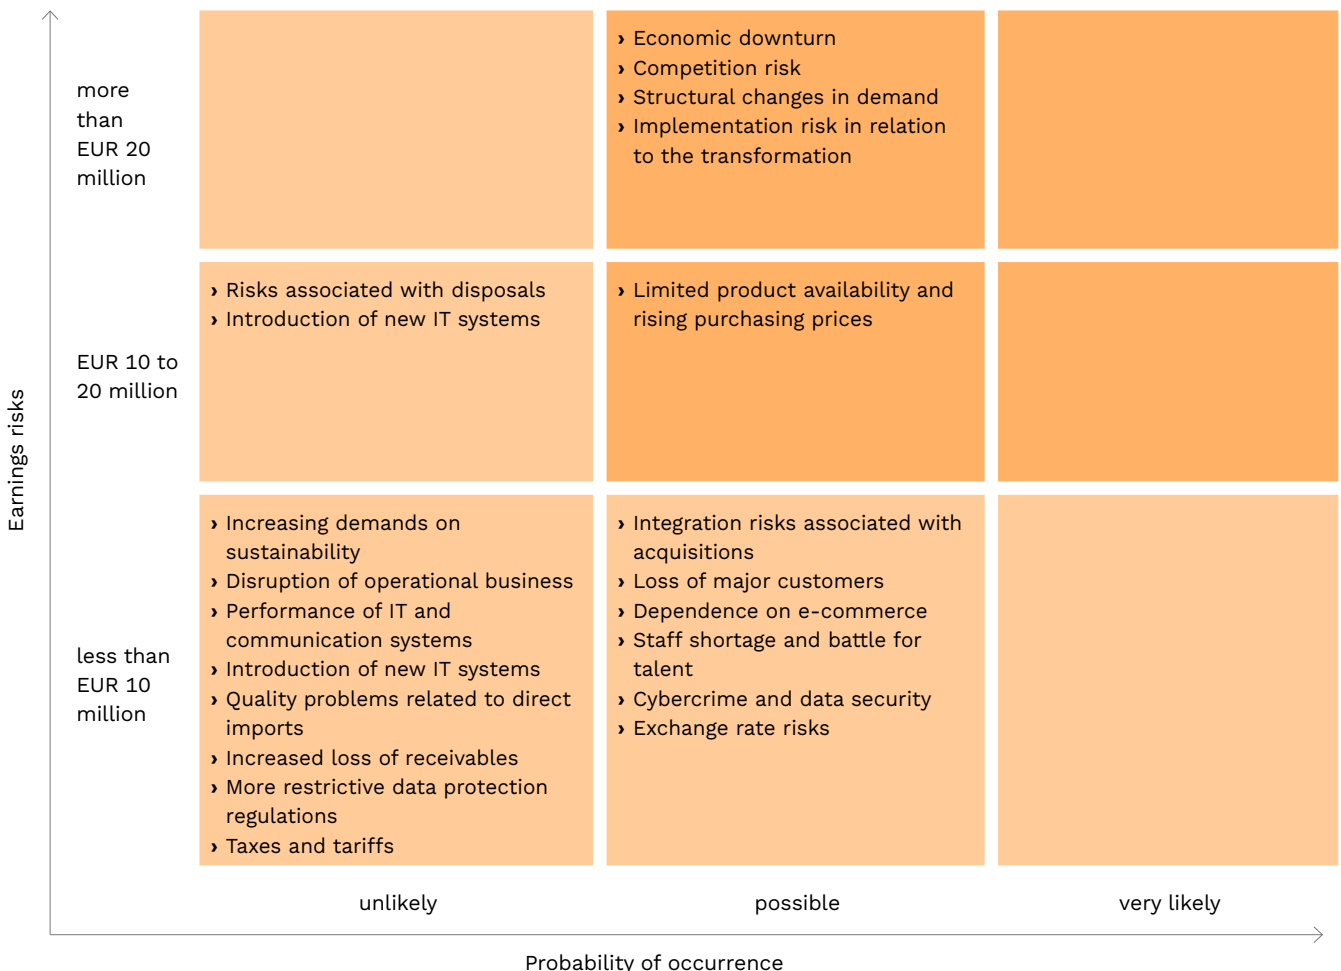 Earnings risks
more
than
EUR 20
million
› Economic downturn
› Competition risk
› Structural changes in demand
› Implementation risk in relation
to the transformation
EUR 10 to
20 million
› Risks associated with disposals
› Introduction of new IT systems
› Limited product availability and
rising purchasing prices
less than
EUR 10
million
› Increasing demands on
sustainability
› Disruption of operational business
› Performance of IT and
communication systems
› Introduction of new IT systems
› Quality problems related to direct
imports
› Increased loss of receivables
› More restrictive data protection
regulations
› Taxes and tariffs
› Integration risks associated with
acquisitions
› Loss of major customers
› Dependence on e-commerce
› Staff shortage and battle for
talent
› Cybercrime and data security
› Exchange rate risks
unlikely
possible
very likely
Probability of occurrence